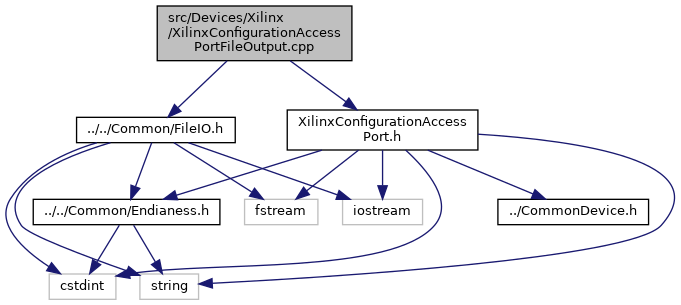 src/Devices/Xilinx
/XilinxConfigurationAccess
PortFileOutput.cpp
../../Common/FileIO.h
XilinxConfigurationAccess
Port.h
../../Common/Endianess.h
fstream
iostream
../CommonDevice.h
cstdint
string